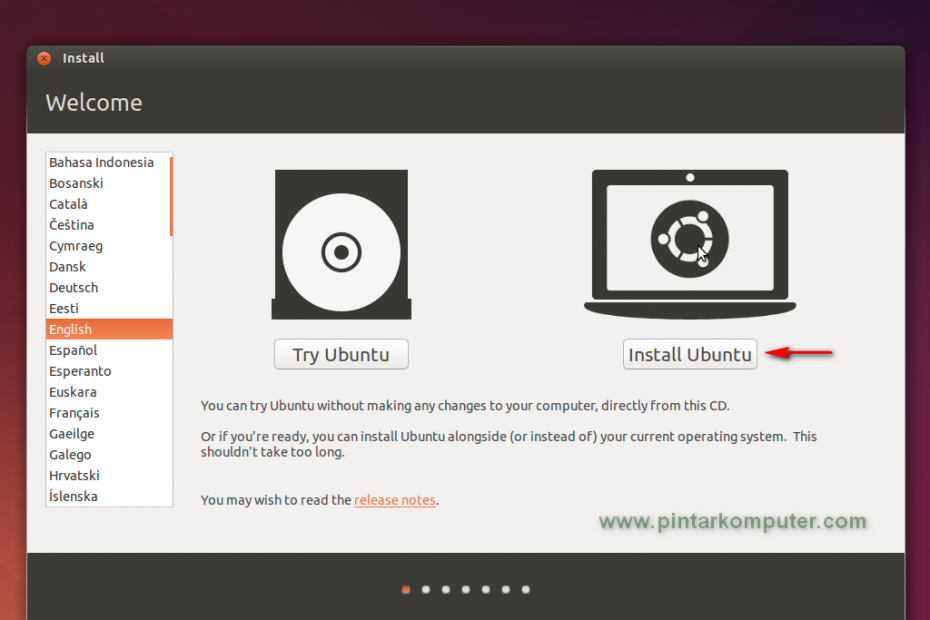 Install
Welcome
Bahasa Indonesia
Bosanski
Català
Čeština
Cymraeg
Dansk
Deutsch
Eesti
English
Español
Esperanto
Euskara
Français
Gaeilge
Galego
Hrvatski
Íslenska
Try Ubuntu
Install Ubuntu
You can try Ubuntu without making any changes to your computer, directly from this CD.
Or if you're ready, you can install Ubuntu alongside (or instead of) your current operating system. This
shouldn't take too long.
You may wish to read the release notes.
www.pintarkomputer.com